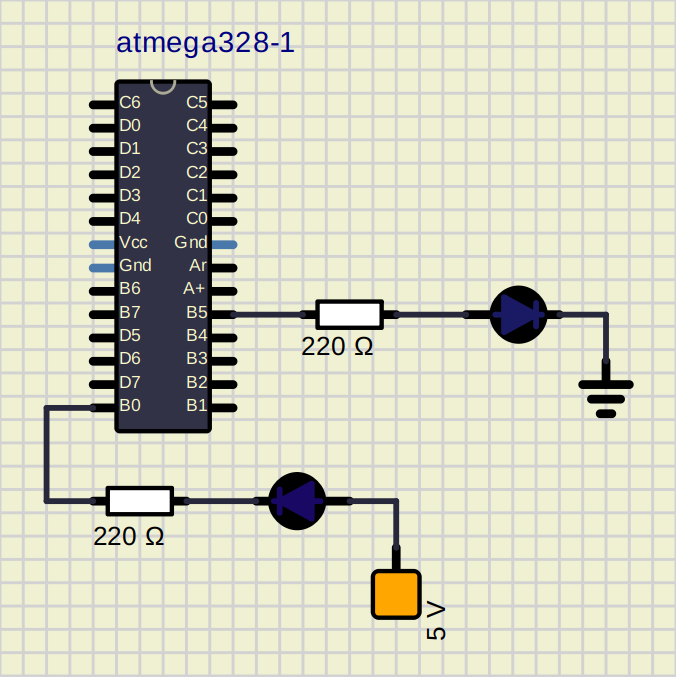 atmega328-1
C6 C5
D0 C4
D1 C3
D2 C2
D3 C1
D4 C0
Vcc Gnd
Gnd Ar
B6 A+
B7 B5
D5 B4
D6 B3
D7 B2
B0 B1
220 Ω
220 Ω
5 V